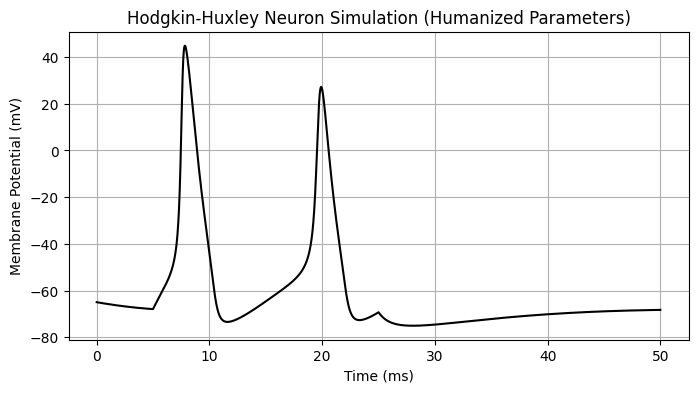 Hodgkin-Huxley Neuron Simulation (Humanized Parameters)
Membrane Potential (mV)
40
20
0
−20
−40
−60
−80
0 10 20 30 40 50
Time (ms)